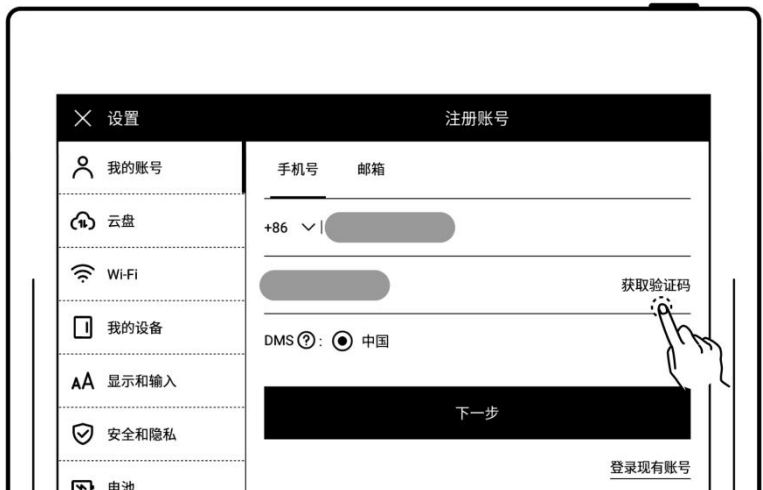 设置
注册账号
我的账号
云盘
Wi-Fi
我的设备
显示和输入
安全和隐私
电池
手机号 邮箱
+86
获取验证码
DMS?: 中国
下一步
登录现有账号